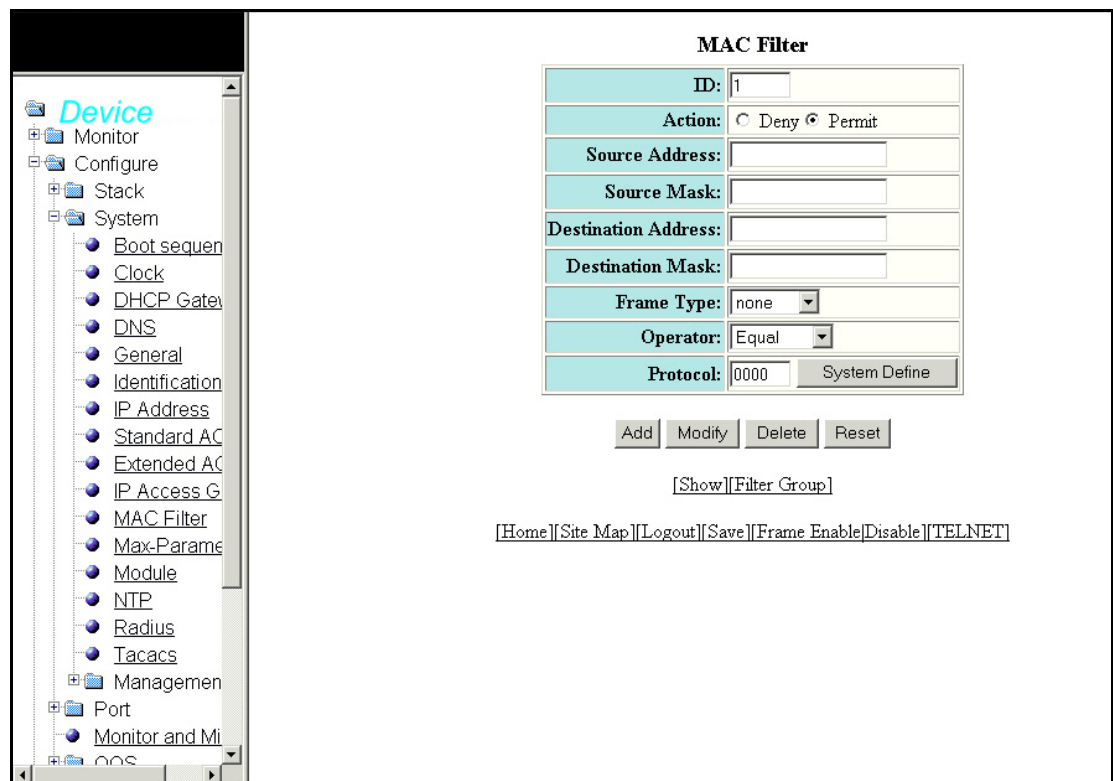 Device
Monitor
Configure
Stack
System
Boot sequen
Clock
DHCP Gatew
DNS
General
Identification
IP Address
Standard AC
Extended AC
IP Access G
MAC Filter
Max-Parame
Module
NTP
Radius
Tacacs
Managemen
Port
Monitor and Mi
QOS
MAC Filter
ID: 1
Action: Deny Permit
Source Address:
Source Mask:
Destination Address:
Destination Mask:
Frame Type: none
Operator: Equal
Protocol: 0000 System Define
Add Modify Delete Reset
[Show][Filter Group]
[Home][Site Map][Logout][Save][Frame Enable|Disable][TELNET]